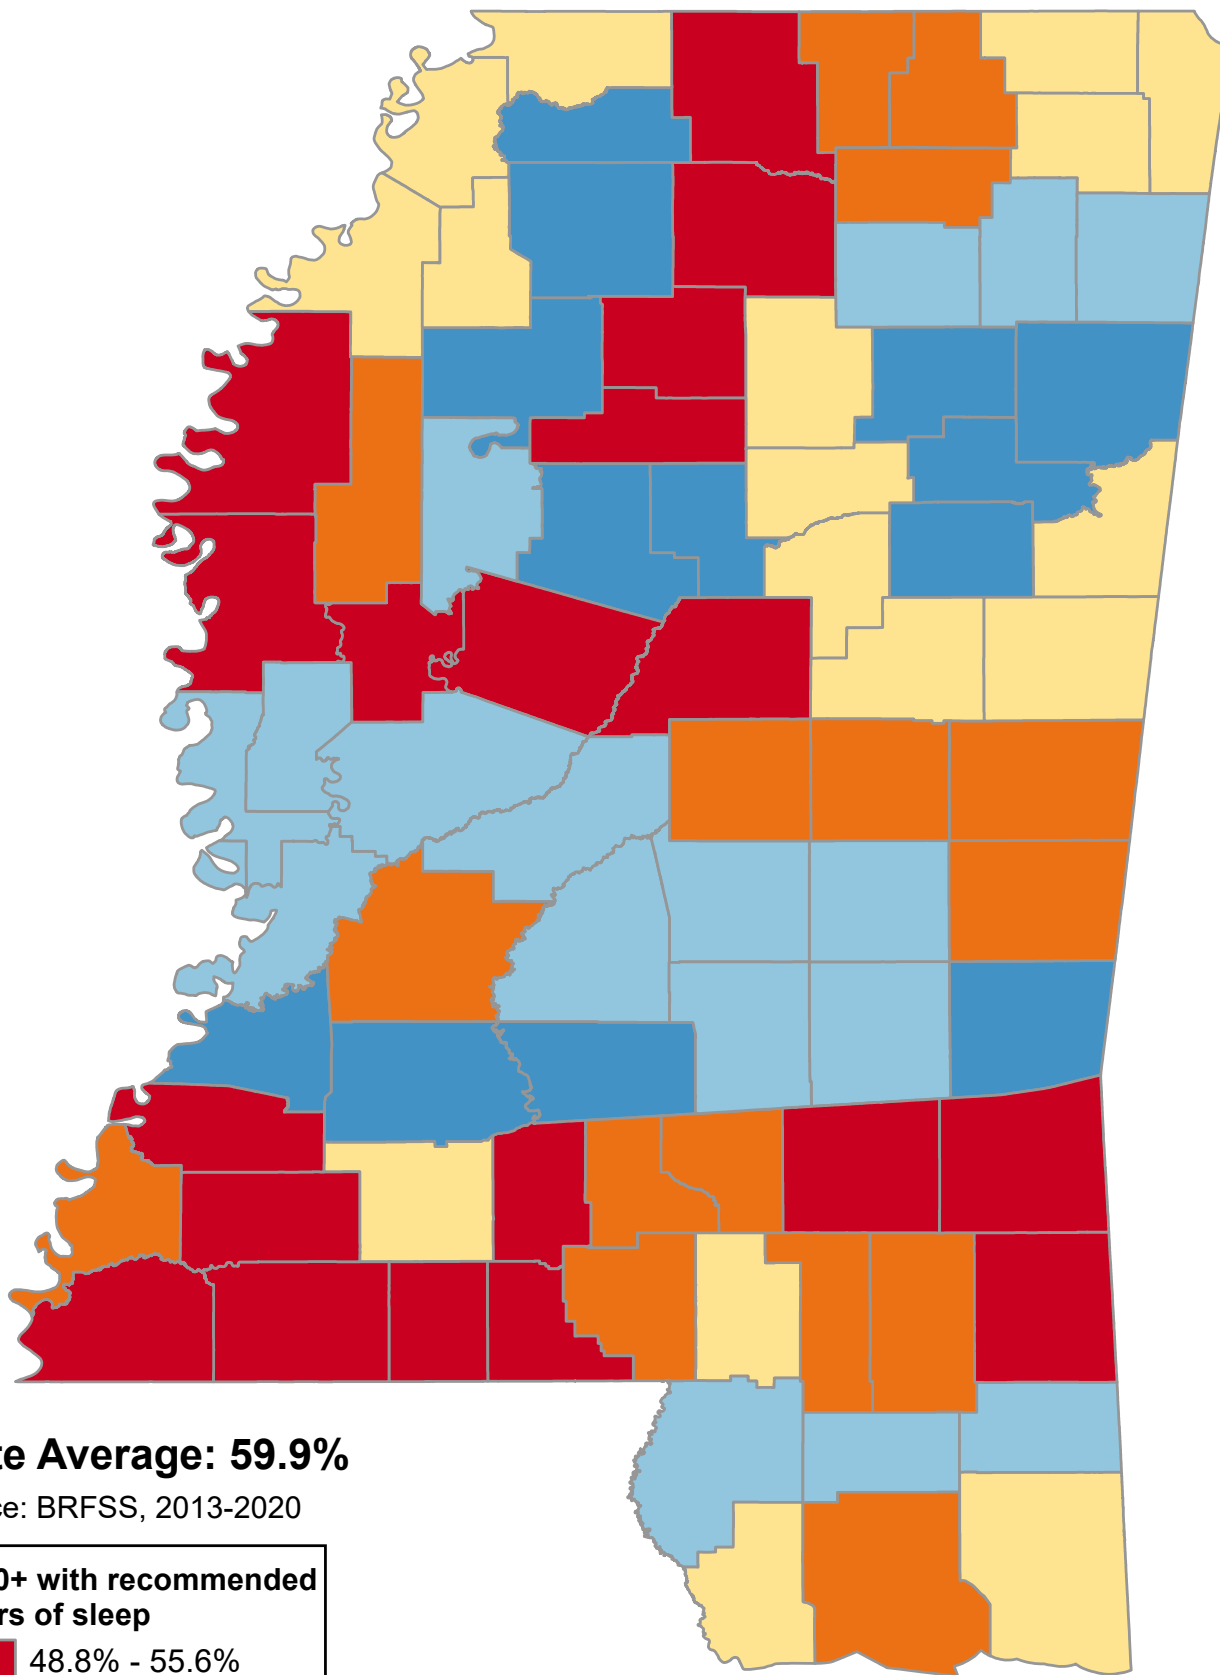 te Average: 59.9%
ce: BRFSS, 2013-2020
0+ with recommended
rs of sleep
48.8% - 55.6%